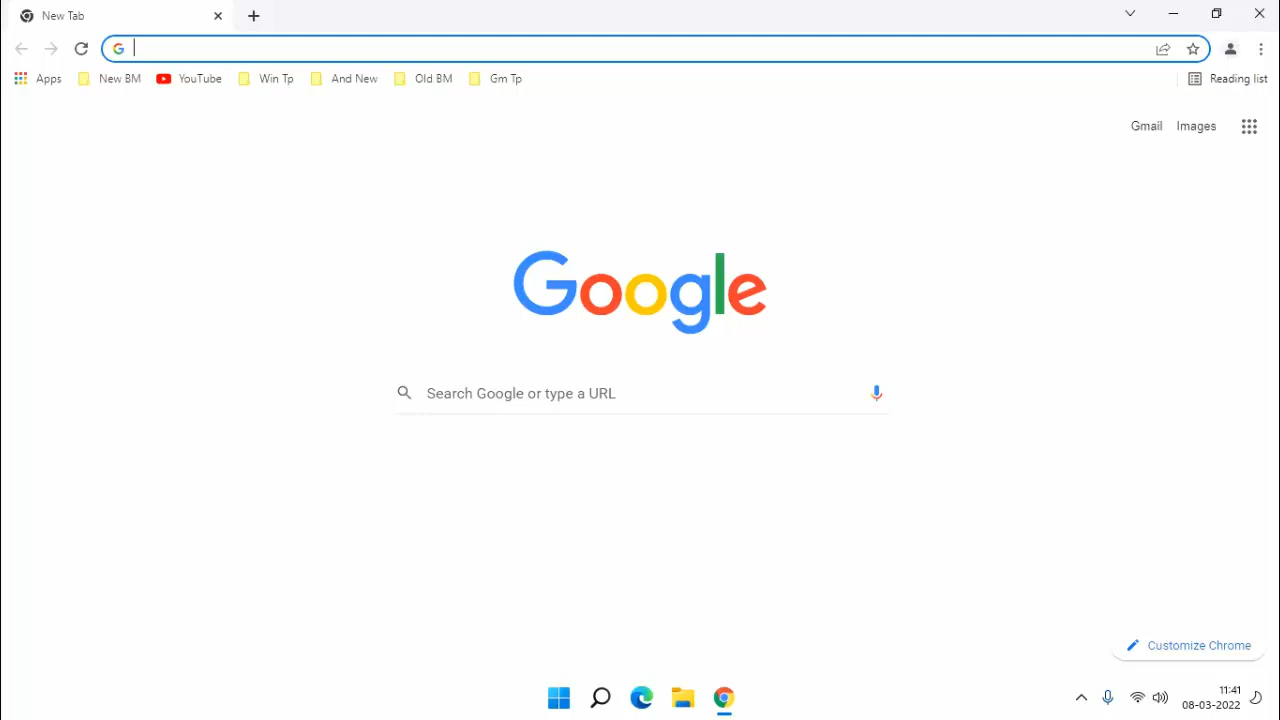 New Tab
Apps New BM YouTube Win Tp And New Old BM Gm Tp Reading list
Gmail Images
Google
Search Google or type a URL
Customize Chrome
11:41
08-03-2022